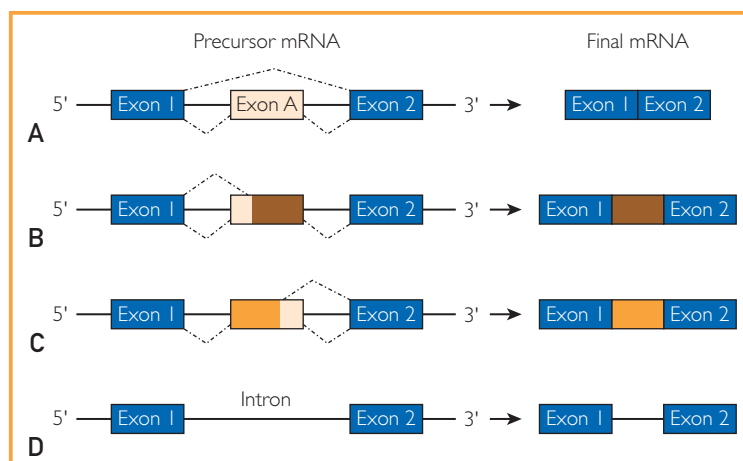 Precursor mRNA Final mRNA
5' Exon 1 Exon A Exon 2 3' Exon 1 Exon 2
A
5' Exon 1 Exon 2 3' Exon 1 Exon 2
B
5' Exon 1 Exon 2 3' Exon 1 Exon 2
C
Intron
5' Exon 1 Exon 2 3' Exon 1 Exon 2
D